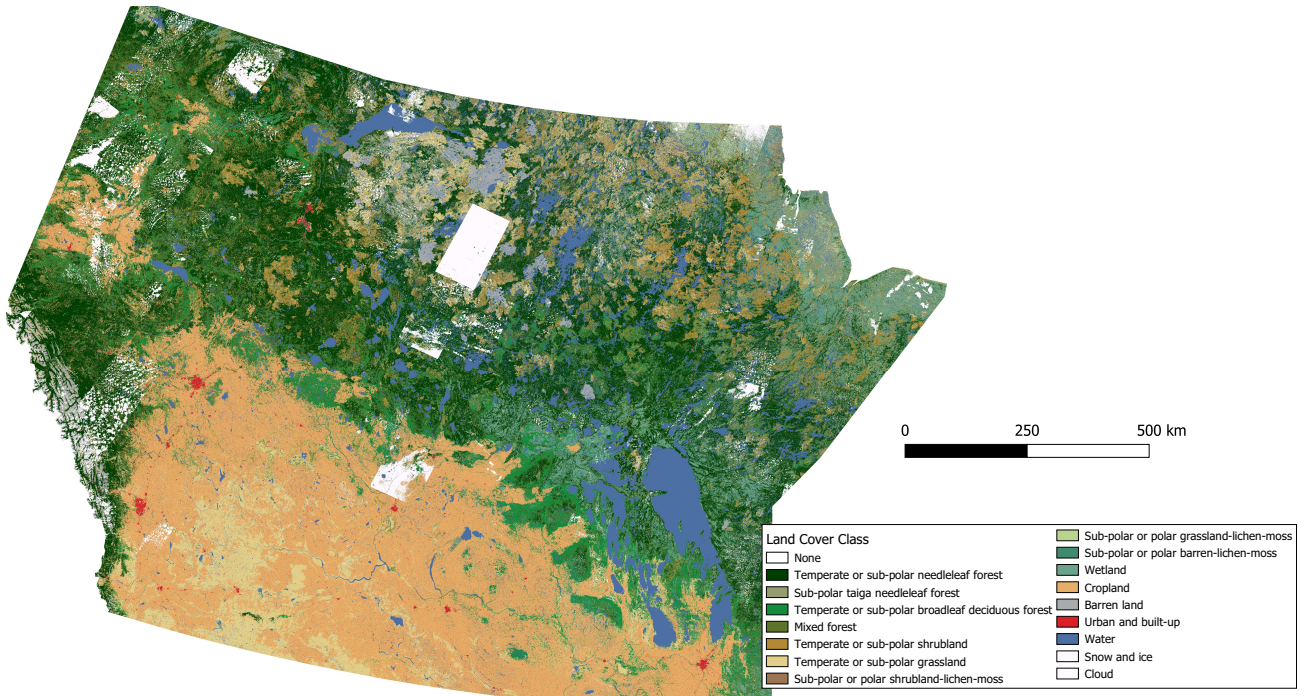 0 250 500 km
Land Cover Class
None
Temperate or sub-polar needleleaf forest
Sub-polar taiga needleleaf forest
Temperate or sub-polar broadleaf deciduous forest
Mixed forest
Temperate or sub-polar shrubland
Temperate or sub-polar grassland
Sub-polar or polar shrubland-lichen-moss
Sub-polar or polar grassland-lichen-moss
Sub-polar or polar barren-lichen-moss
Wetland
Cropland
Barren land
Urban and built-up
Water
Snow and ice
Cloud